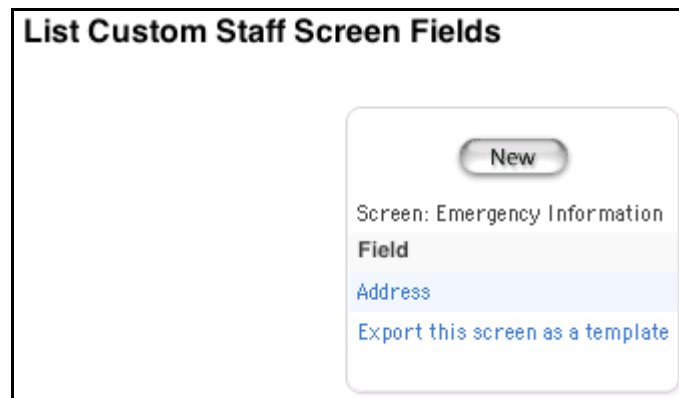 List Custom Staff Screen Fields
New
Screen: Emergency Information
Field
Address
Export this screen as a template